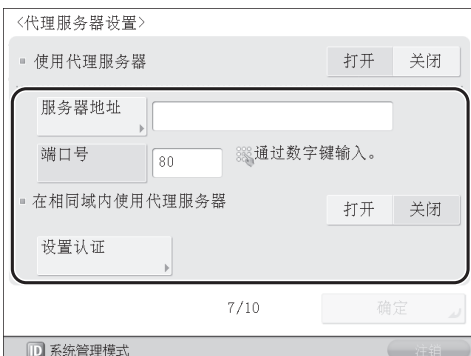 <代理服务器设置>
使用代理服务器 打开 关闭
服务器地址
端口号 80 通过数字键输入。
在相同域内使用代理服务器 打开 关闭
设置认证
7/10 确定
ID 系统管理模式 注销